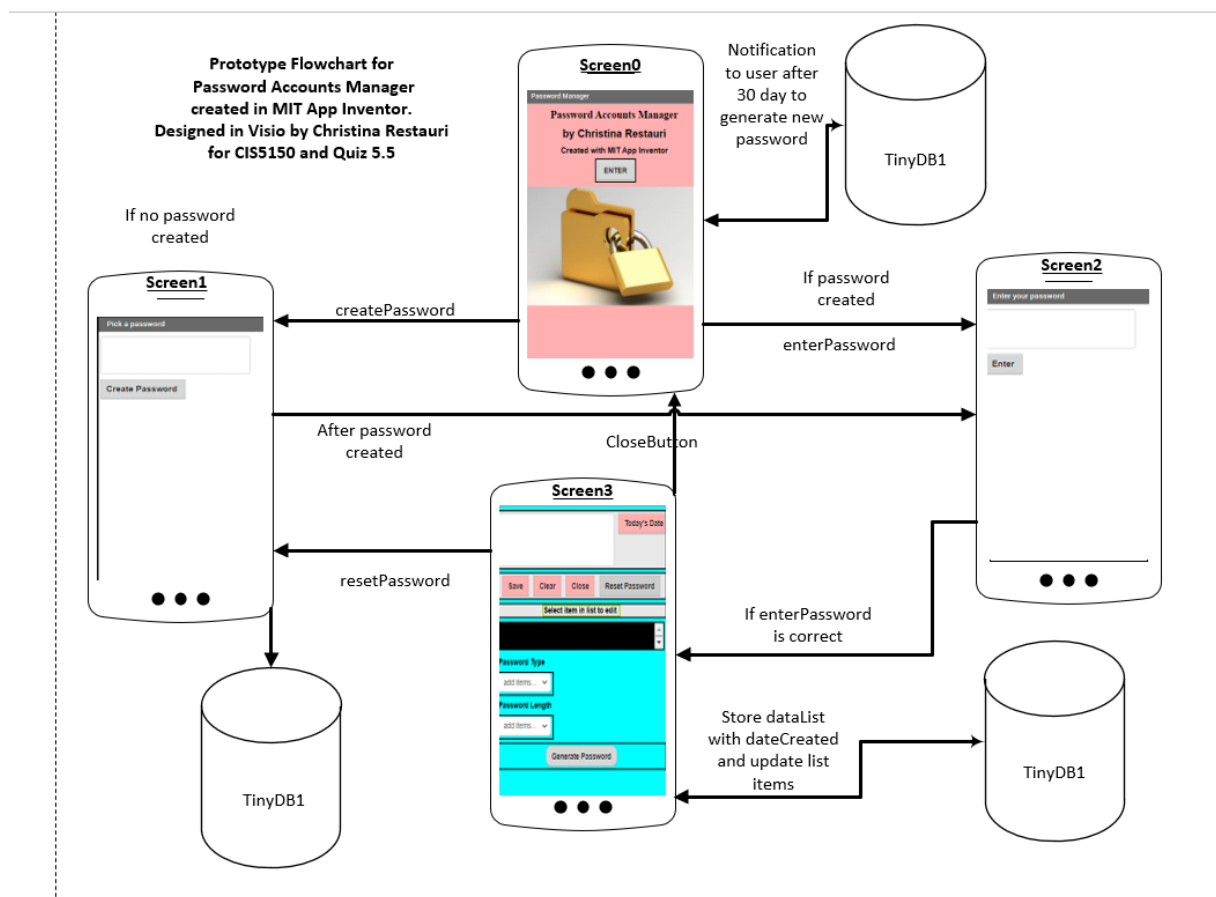 Prototype Flowchart for
Password Accounts Manager
created in MIT App Inventor.
Designed in Visio by Christina Restauri
for CIS5150 and Quiz 5.5
Screen0
Password Manager
Password Accounts Manager
by Christina Restauri
Created with MIT App Inventor
ENTER
Notification
to user after
30 day to
generate new
password
TinyDB1
If no password
created
Screen1
Pick a password
Create Password
createPassword
If password
created
enterPassword
Screen2
Enter your password
Enter
After password
created
CloseButton
Screen3
Today's Date
Save Clear Close Reset Password
Select item in list to edit
Password Type
add items...
Password Length
add items...
Generate Password
resetPassword
If enterPassword
is correct
Store dataList
with dateCreated
and update list
items
TinyDB1
TinyDB1